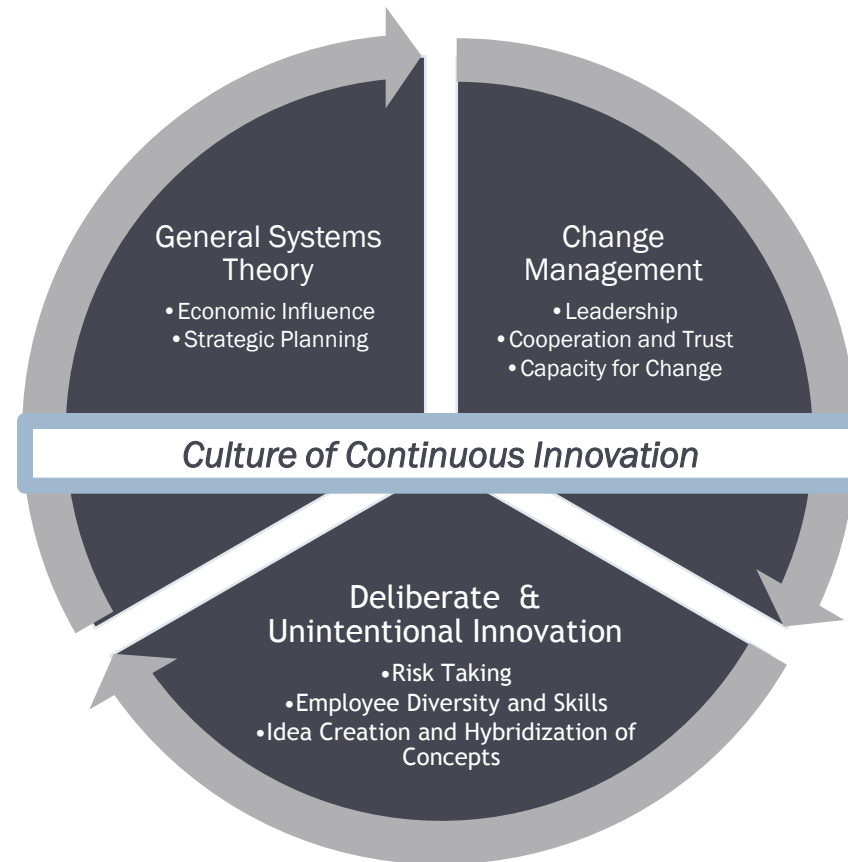 General Systems
Theory
•Economic Influence
•Strategic Planning
Change
Management
•Leadership
•Cooperation and Trust
•Capacity for Change
Culture of Continuous Innovation
Deliberate &
Unintentional Innovation
•Risk Taking
•Employee Diversity and Skills
•Idea Creation and Hybridization of
Concepts